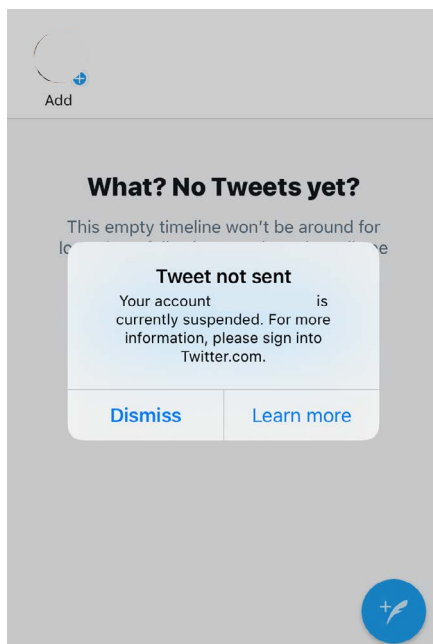 Add
What? No Tweets yet?
This empty timeline won't be around for
Tweet not sent
Your account is
currently suspended. For more
information, please sign into
Twitter.com.
Dismiss
Learn more